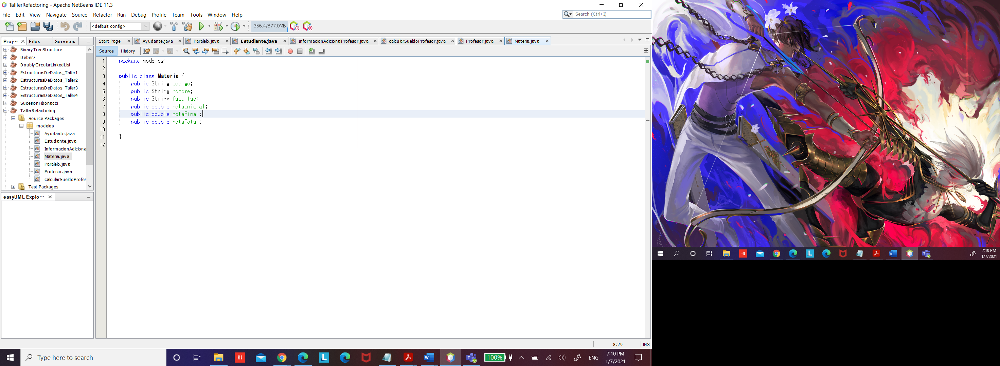 TalllerRefactoring - Apache NetBeans IDE 11.3
File Edit View Navigate Source Refactor Run Debug Profile Team Tools Window Help
Search (Ctrl+I)
<default config>
356.4/877.0MB
Proj... Files Services
BinaryTreeStructure
Deber7
DoublyCircularLinkedList
EstructurasDeDatos_Taller1
EstructurasDeDatos_Taller2
EstructurasDeDatos_Taller3
EstructurasDeDatos_Taller4
SucesionFibonacci
TalllerRefactoring
Source Packages
modelos
Ayudante.java
Estudiante.java
InformacionAdiciona
Materia.java
Paralelo.java
Profesor.java
calcularSueldoProfes
Test Packages
easyUML Explo...
Start Page Ayudante.java Paralelo.java Estudiante.java InformacionAdicionalProfesor.java calcularSueldoProfesor.java Profesor.java Materia.java
Source History
1 package modelos;
2
3 public class Materia {
4 public String codigo;
5 public String nombre;
6 public String facultad;
7 public double notaInicial;
8 public double notaFinal;
9 public double notaTotal;
10
11 }
12
8:29 INS
Type here to search
100%
ENG
7:10 PM
1/7/2021
7:10 PM
1/7/2021